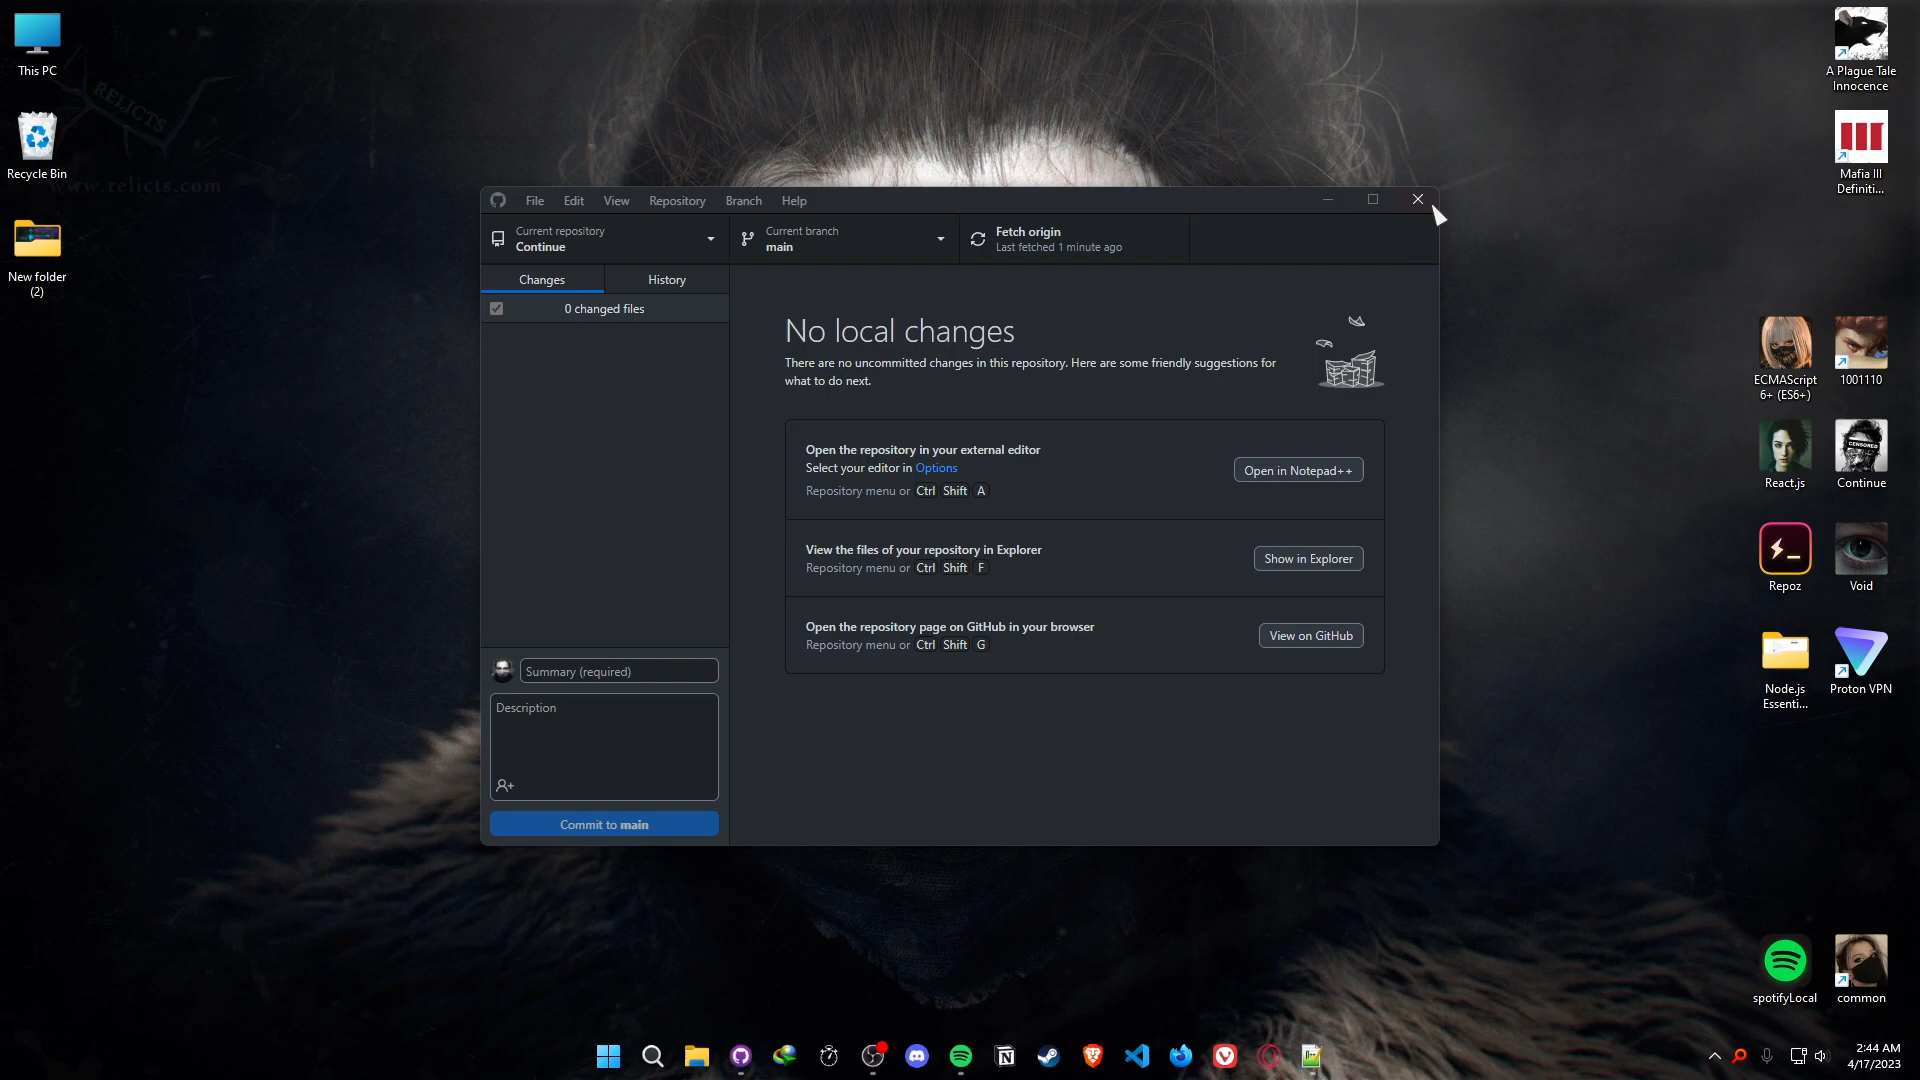 This PC
RELICTS
Recycle Bin
www.relicts.com
New folder
(2)
File Edit View Repository Branch Help
Current repository
Continue
Current branch
main
Fetch origin
Last fetched 1 minute ago
Changes
History
0 changed files
No local changes
There are no uncommitted changes in this repository. Here are some friendly suggestions for
what to do next.
Open the repository in your external editor
Select your editor in Options
Repository menu or Ctrl Shift A
Open in Notepad++
View the files of your repository in Explorer
Repository menu or Ctrl Shift F
Show in Explorer
Open the repository page on GitHub in your browser
Repository menu or Ctrl Shift G
View on GitHub
Summary (required)
Description
Commit to main
A Plague Tale
Innocence
Mafia III
Definiti...
ECMAScript
6+ (ES6+)
1001110
React.js
CENSORED
Continue
Repoz
Void
Node.js
Essenti...
Proton VPN
spotifyLocal
common
2:44 AM
4/17/2023